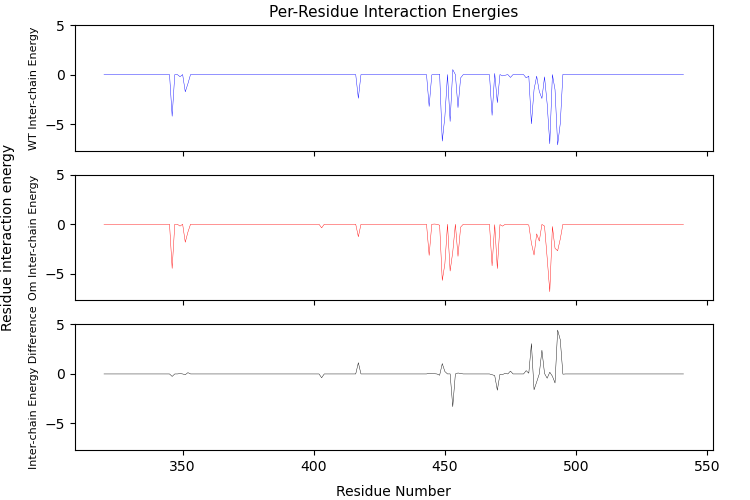 Per-Residue Interaction Energies
Residue interaction energy
WT Inter-chain Energy
5
0
−5
Om Inter-chain Energy
5
0
−5
Inter-chain Energy Difference
5
0
−5
350
400
450
500
550
Residue Number